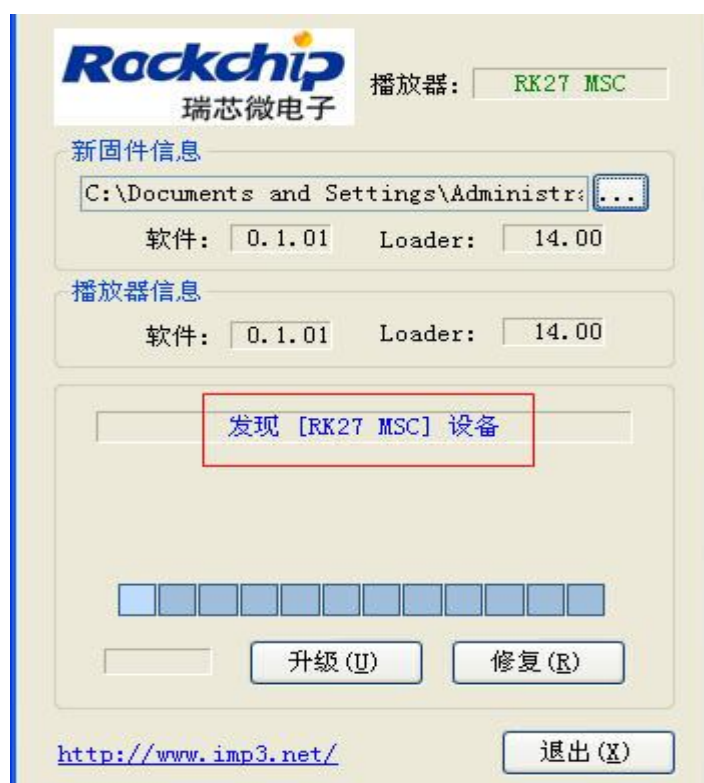 Rockchip
瑞芯微电子
播放器: RK27 MSC
新固件信息
C:\Documents and Settings\Administra ...
软件: 0.1.01 Loader: 14.00
播放器信息
软件: 0.1.01 Loader: 14.00
发现 [RK27 MSC] 设备
升级(U) 修复(R)
http://www.imp3.net/ 退出(X)